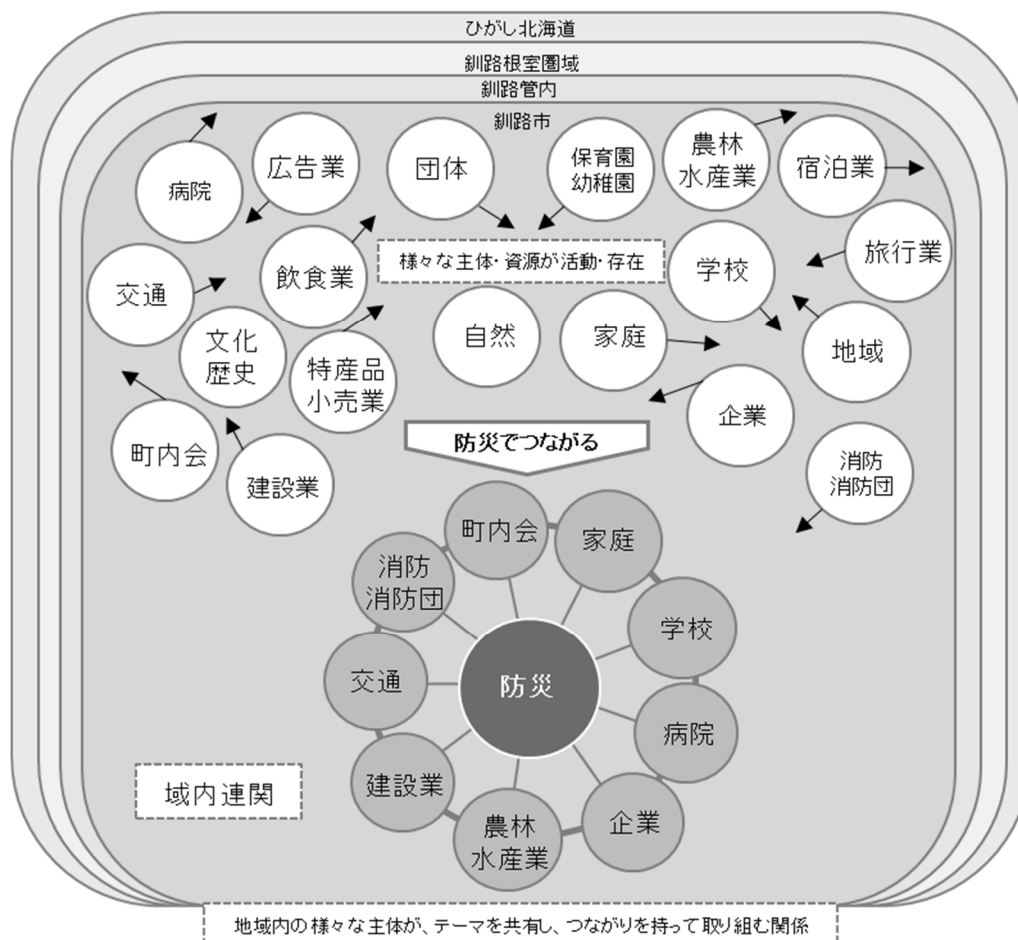 ひがし北海道
釧路根室圏域
釧路管内
釧路市
病院
広告業
団体
保育園
幼稚園
農林
水産業
宿泊業
交通
飲食業
様々な主体・資源が活動・存在
学校
旅行業
文化
歴史
特産品
小売業
自然
家庭
地域
町内会
建設業
企業
消防
消防団
防災でつながる
町内会
家庭
消防
消防団
学校
交通
防災
病院
建設業
農林
水産業
企業
域内連関
地域内の様々な主体が、テーマを共有し、つながりを持って取り組む関係